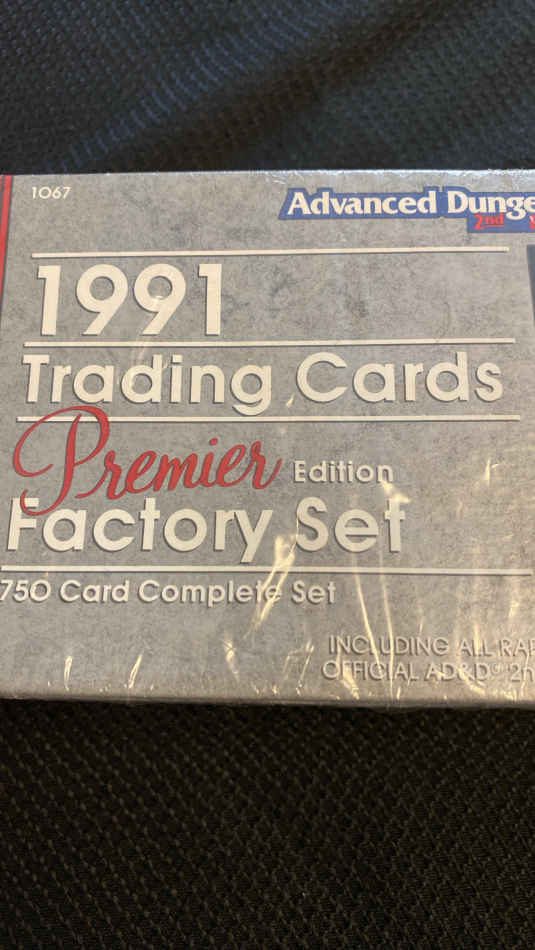 1067
Advanced Dunge
2nd
1991
Trading Cards
Premier Edition
Factory Set
750 Card Complete Set
INCLUDING ALL RAR
OFFICIAL AD&D® 2n